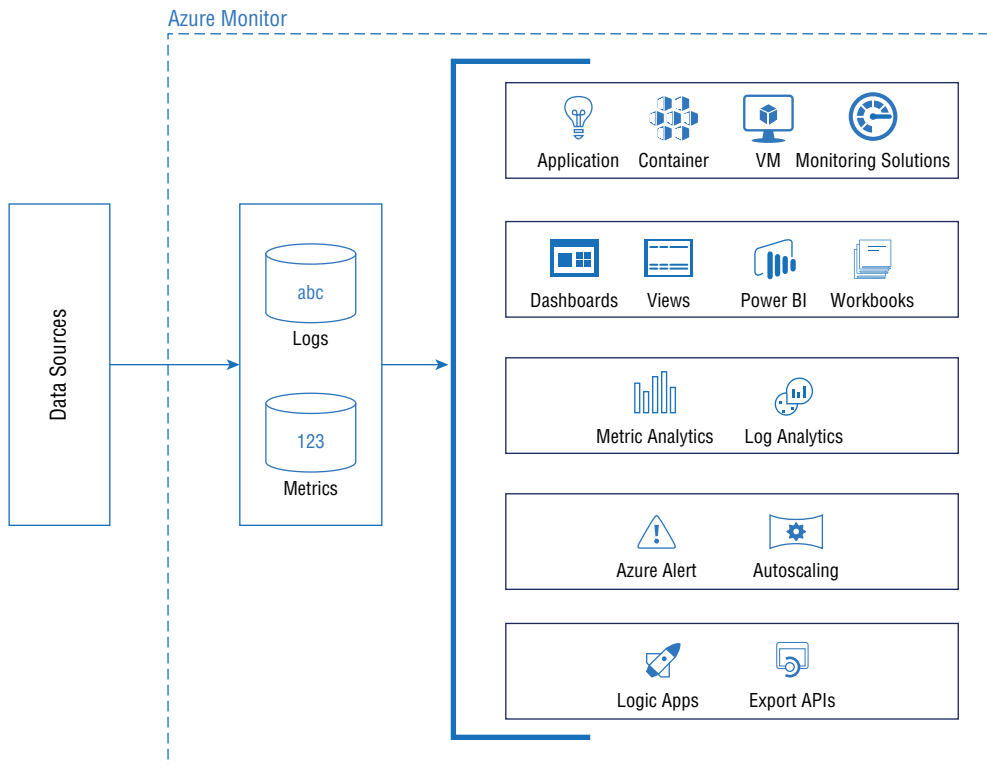 Azure Monitor
Application Container VM Monitoring Solutions
Data Sources
abc
Logs
123
Metrics
Dashboards Views Power BI Workbooks
Metric Analytics Log Analytics
Azure Alert Autoscaling
Logic Apps Export APIs